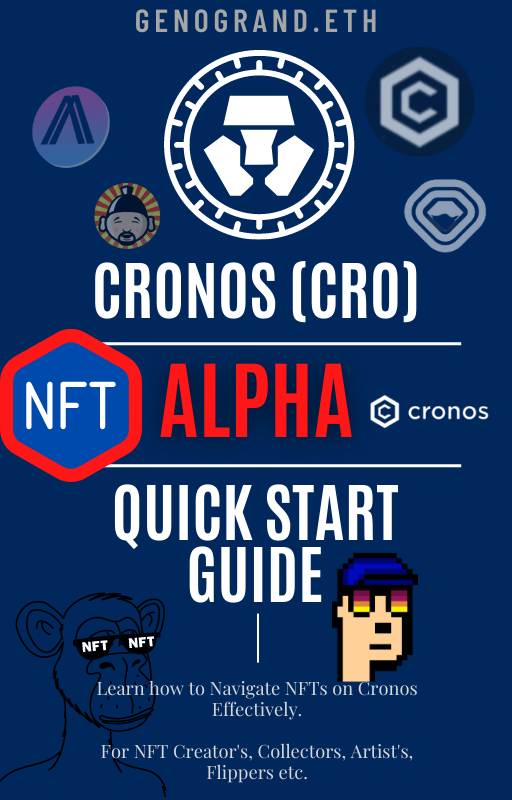 GENOGRAND.ETH
CRONOS (CRO)
NFT
ALPHA
cronos
QUICK START
GUIDE
NFT NFT
Learn how to Navigate NFTs on Cronos
Effectively.
For NFT Creator's, Collectors, Artist's,
Flippers etc.